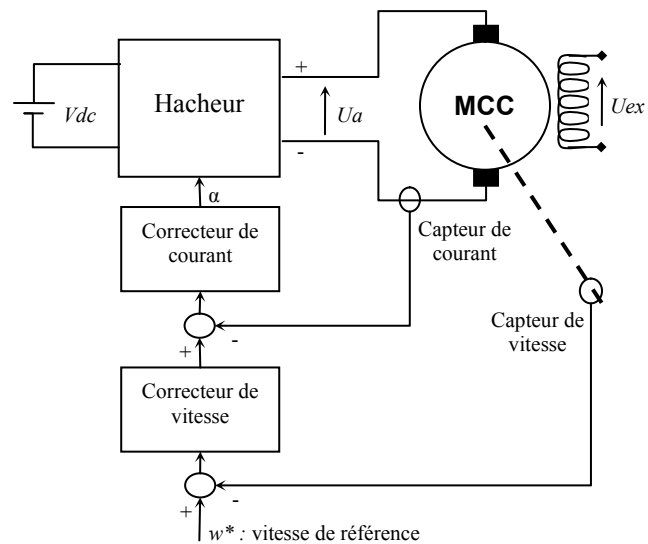 Vdc
Hacheur
+
Ua
-
MCC
Uex
α
Correcteur de
courant
Capteur de
courant
+
-
Capteur de
vitesse
Correcteur de
vitesse
+
-
w* : vitesse de référence